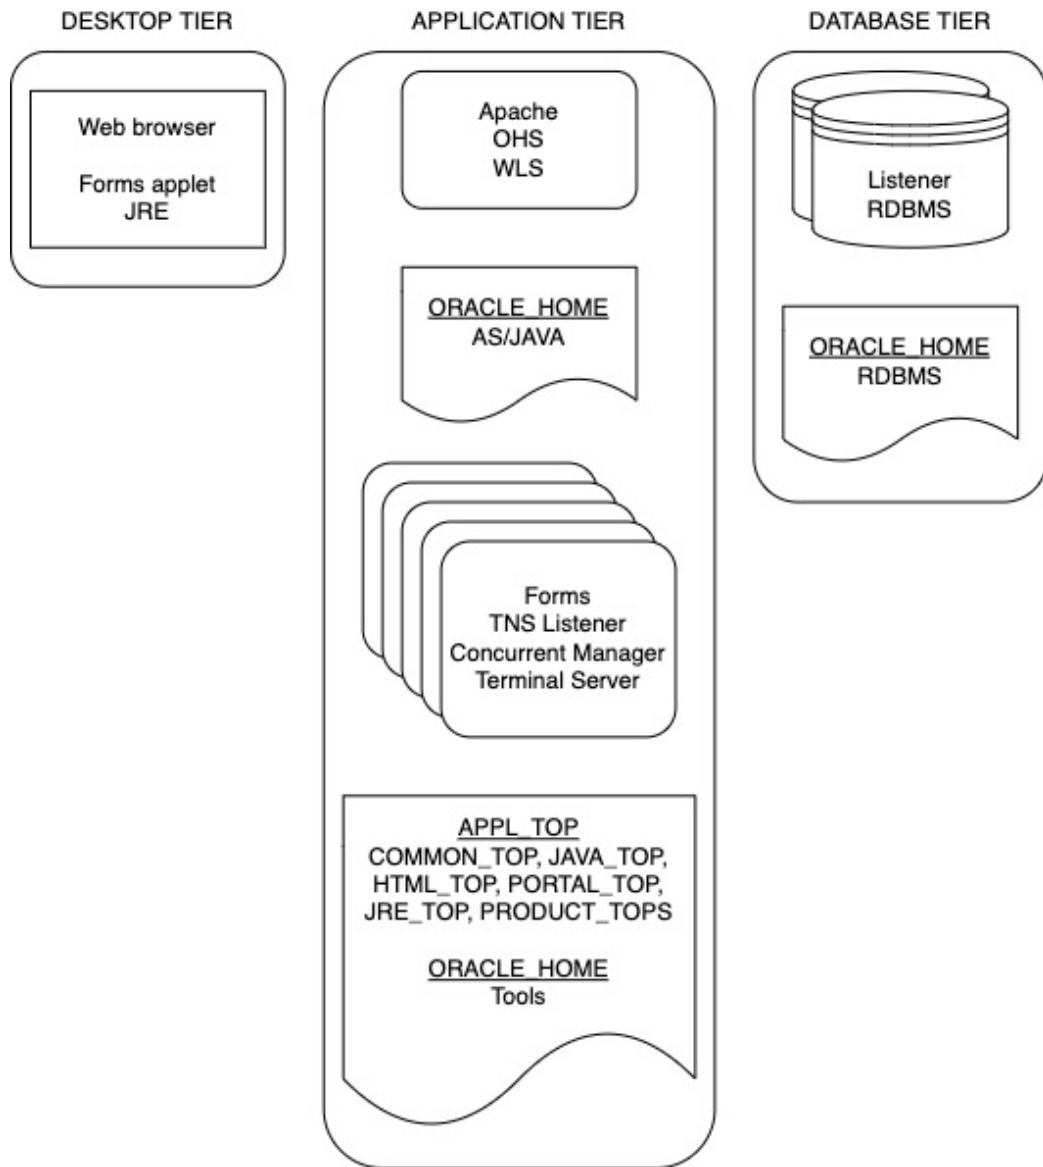 DESKTOP TIER
Web browser
Forms applet
JRE
APPLICATION TIER
Apache
OHS
WLS
ORACLE_HOME
AS/JAVA
Forms
TNS Listener
Concurrent Manager
Terminal Server
APPL_TOP
COMMON_TOP, JAVA_TOP,
HTML_TOP, PORTAL_TOP,
JRE_TOP, PRODUCT_TOPS
ORACLE_HOME
Tools
DATABASE TIER
Listener
RDBMS
ORACLE_HOME
RDBMS